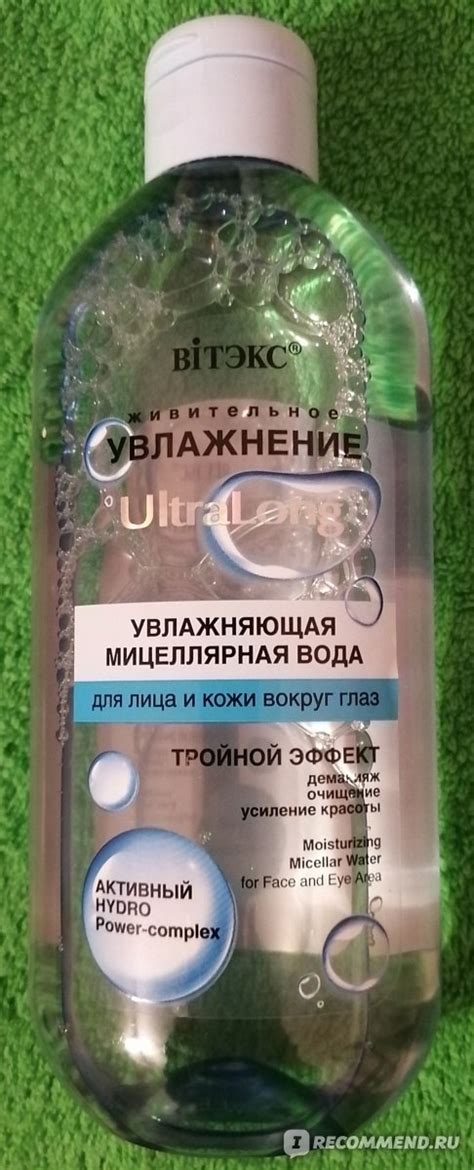 ВІТЭКС®
живительное
УВЛАЖНЕНИЕ
UltraLong
УВЛАЖНЯЮЩАЯ
МИЦЕЛЛЯРНАЯ ВОДА
для лица и кожи вокруг глаз
ТРОЙНОЙ ЭФФЕКТ
демакияж
очищение
усиление красоты
Moisturizing
Micellar Water
for Face and Eye Area
АКТИВНЫЙ
HYDRO
Power-complex
IRECOMMEND.RU